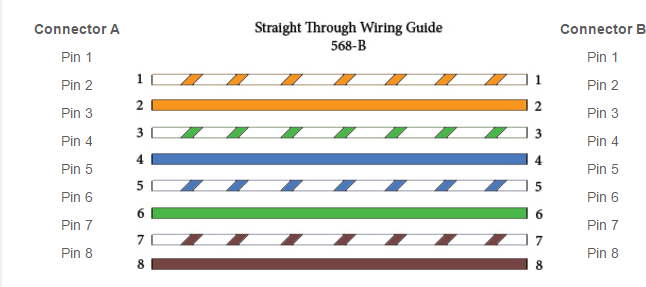 Connector A
Straight Through Wiring Guide
Connector B
568-B
Pin 1
Pin 1
1
1
Pin 2
Pin 2
2
2
Pin 3
Pin 3
3
3
Pin 4
Pin 4
4
4
Pin 5
Pin 5
5
5
Pin 6
Pin 6
6
6
Pin 7
Pin 7
7
7
Pin 8
Pin 8
8
8